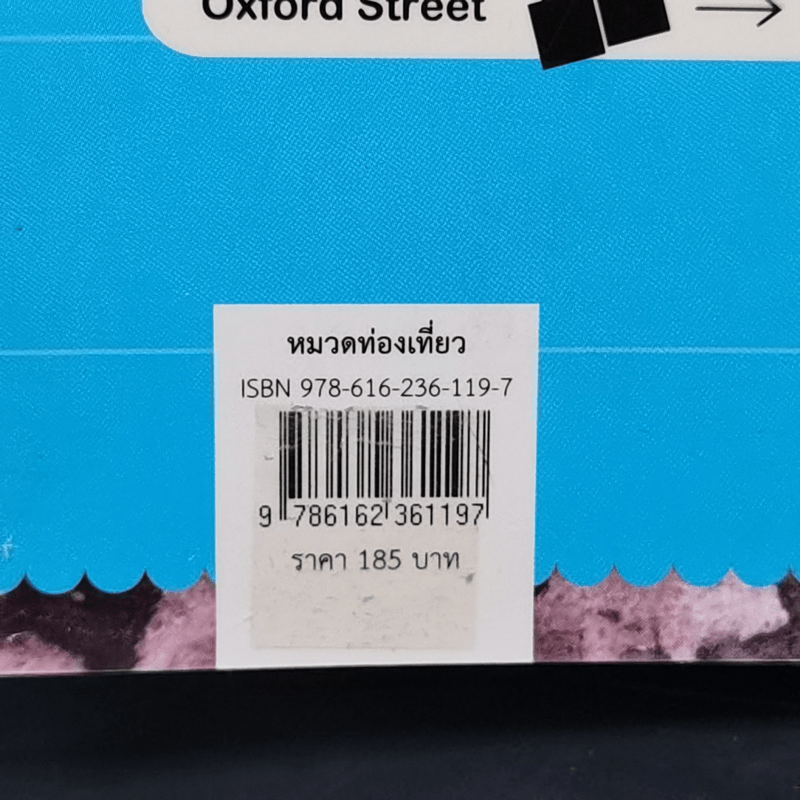 Oxford Street
หมวดท่องเที่ยว
ISBN 978-616-236-119-7
9 786162 361197
ราคา 185 บาท